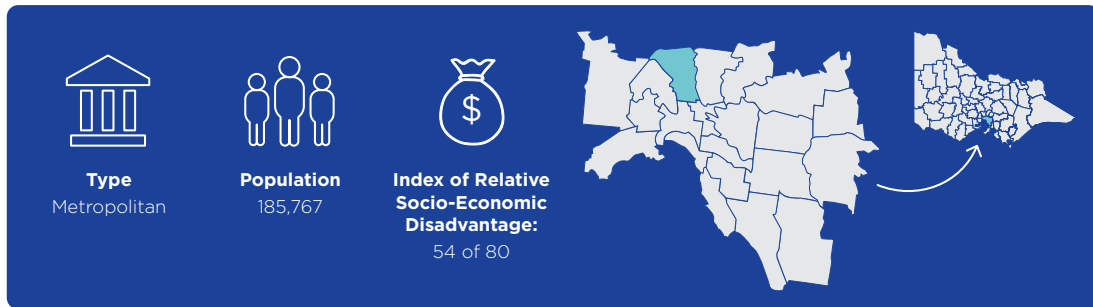 $
Type
Metropolitan
Population
185,767
Index of Relative
Socio-Economic
Disadvantage:
54 of 80